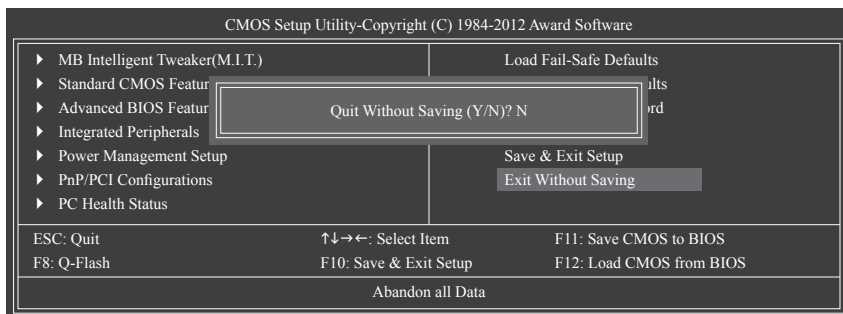 CMOS Setup Utility-Copyright (C) 1984-2012 Award Software
MB Intelligent Tweaker(M.I.T.)
Standard CMOS Featur
Advanced BIOS Featur
Integrated Peripherals
Power Management Setup
PnP/PCI Configurations
PC Health Status
Load Fail-Safe Defaults
ults
ord
Save & Exit Setup
Exit Without Saving
Quit Without Saving (Y/N)? N
ESC: Quit ↑↓→←: Select Item F11: Save CMOS to BIOS
F8: Q-Flash F10: Save & Exit Setup F12: Load CMOS from BIOS
Abandon all Data